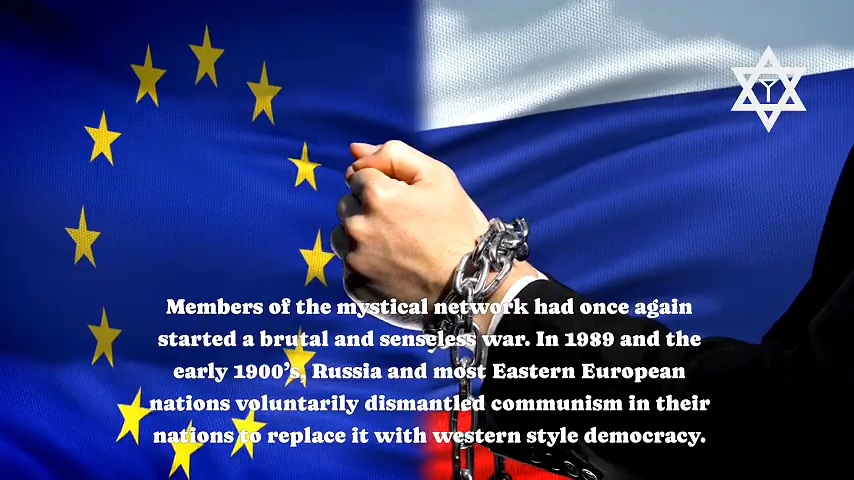 Members of the mystical network had once again
started a brutal and senseless war. In 1989 and the
early 1900's, Russia and most Eastern European
nations voluntarily dismantled communism in their
nations to replace it with western style democracy.